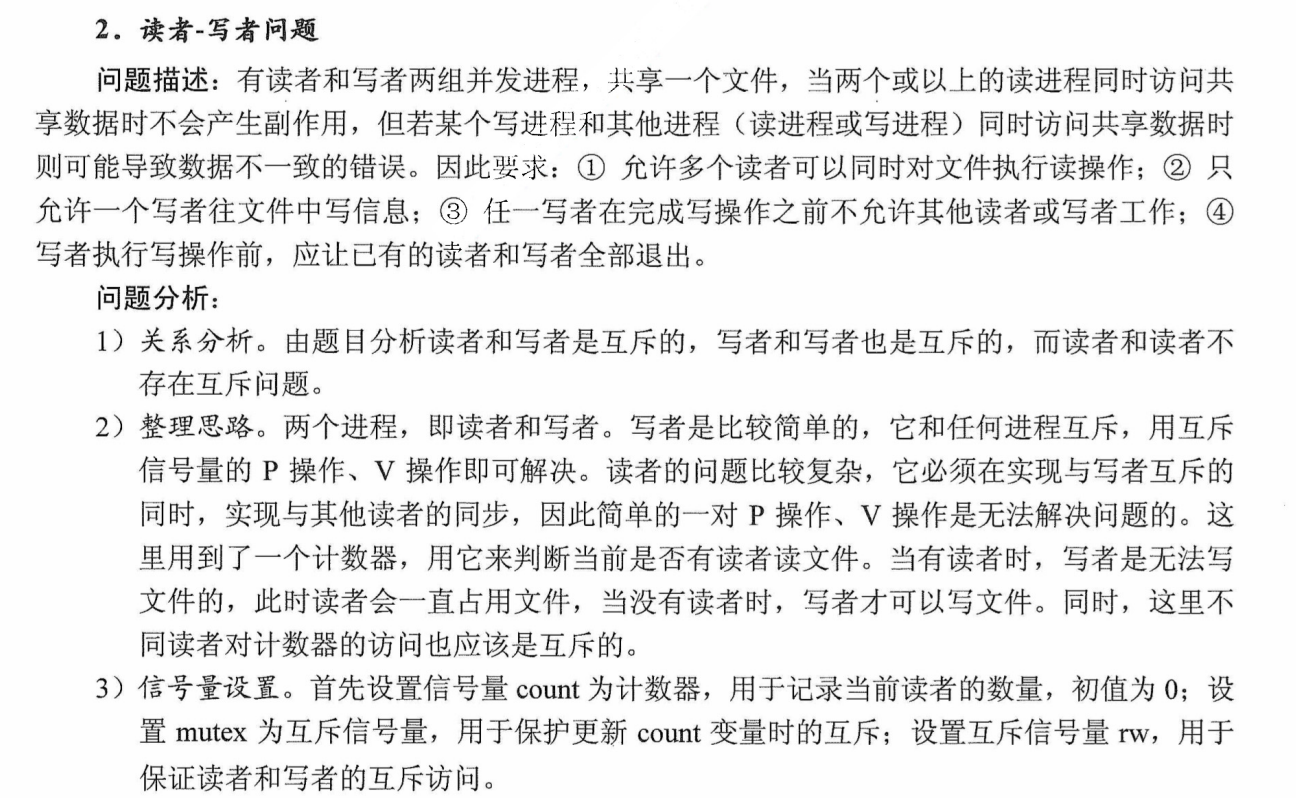 2．读者-写者问题
问题描述：有读者和写者两组并发进程，共享一个文件，当两个或以上的读进程同时访问共
享数据时不会产生副作用，但若某个写进程和其他进程（读进程或写进程）同时访问共享数据时
则可能导致数据不一致的错误。因此要求：① 允许多个读者可以同时对文件执行读操作；② 只
允许一个写者往文件中写信息；③ 任一写者在完成写操作之前不允许其他读者或写者工作；④
写者执行写操作前，应让已有的读者和写者全部退出。
问题分析：
1）关系分析。由题目分析读者和写者是互斥的，写者和写者也是互斥的，而读者和读者不
存在互斥问题。
2）整理思路。两个进程，即读者和写者。写者是比较简单的，它和任何进程互斥，用互斥
信号量的 P 操作、V 操作即可解决。读者的问题比较复杂，它必须在实现与写者互斥的
同时，实现与其他读者的同步，因此简单的一对 P 操作、V 操作是无法解决问题的。这
里用到了一个计数器，用它来判断当前是否有读者读文件。当有读者时，写者是无法写
文件的，此时读者会一直占用文件，当没有读者时，写者才可以写文件。同时，这里不
同读者对计数器的访问也应该是互斥的。
3）信号量设置。首先设置信号量 count 为计数器，用于记录当前读者的数量，初值为 0；设
置 mutex 为互斥信号量，用于保护更新 count 变量时的互斥；设置互斥信号量 rw，用于
保证读者和写者的互斥访问。